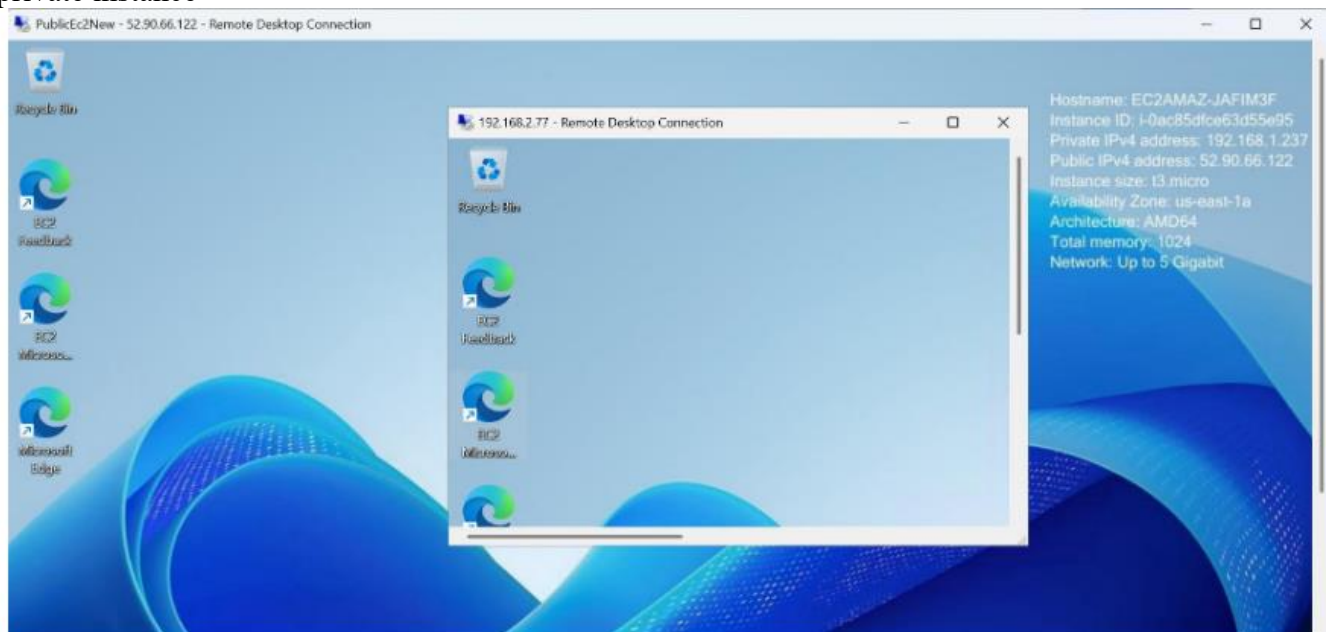 private instance
PublicEc2New - 52.90.66.122 - Remote Desktop Connection
Recycle Bin
EC2
Feedback
EC2
Microso...
Microsoft
Edge
192.168.2.77 - Remote Desktop Connection
Recycle Bin
EC2
Feedback
EC2
Microso...
Hostname: EC2AMAZ-JAFIM3F
Instance ID: i-0ac85dfce63d55e95
Private IPv4 address: 192.168.1.237
Public IPv4 address: 52.90.66.122
Instance size: t3.micro
Availability Zone: us-east-1a
Architecture: AMD64
Total memory: 1024
Network: Up to 5 Gigabit